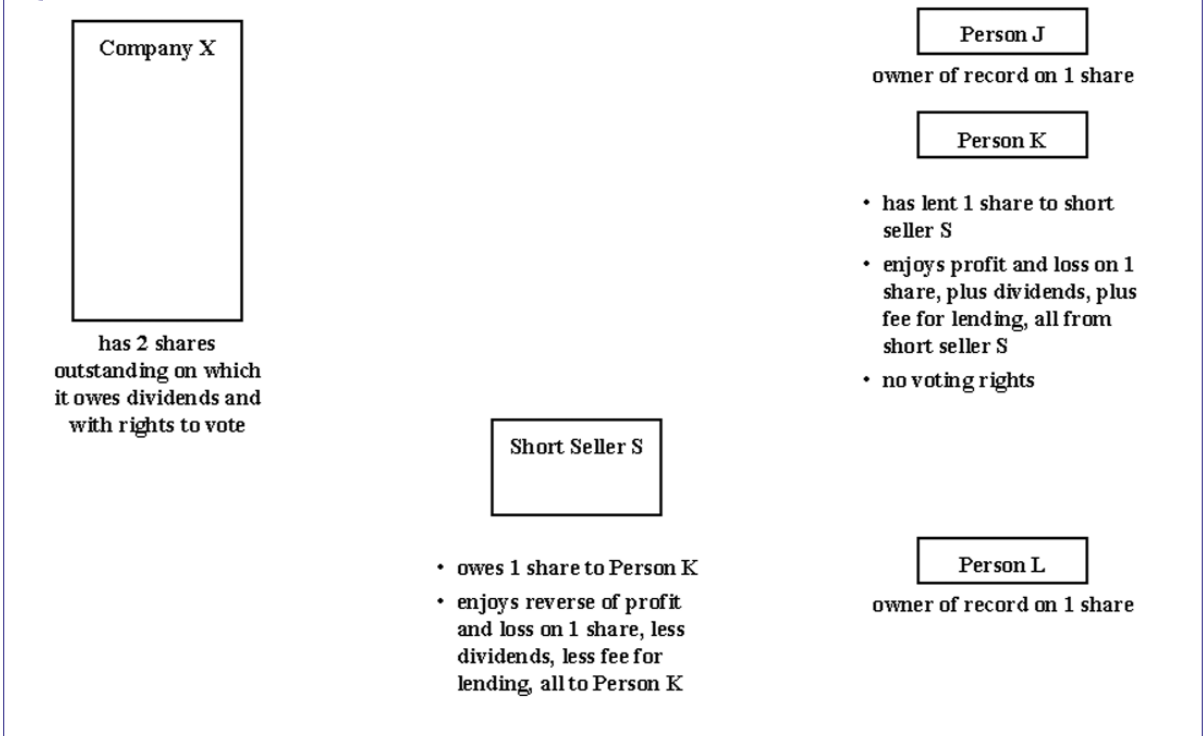 Company X
has 2 shares
outstanding on which
it owes dividends and
with rights to vote
Short Seller S
• owes 1 share to Person K
• enjoys reverse of profit
and loss on 1 share, less
dividends, less fee for
lending, all to Person K
Person J
owner of record on 1 share
Person K
• has lent 1 share to short
seller S
• enjoys profit and loss on 1
share, plus dividends, plus
fee for lending, all from
short seller S
• no voting rights
Person L
owner of record on 1 share